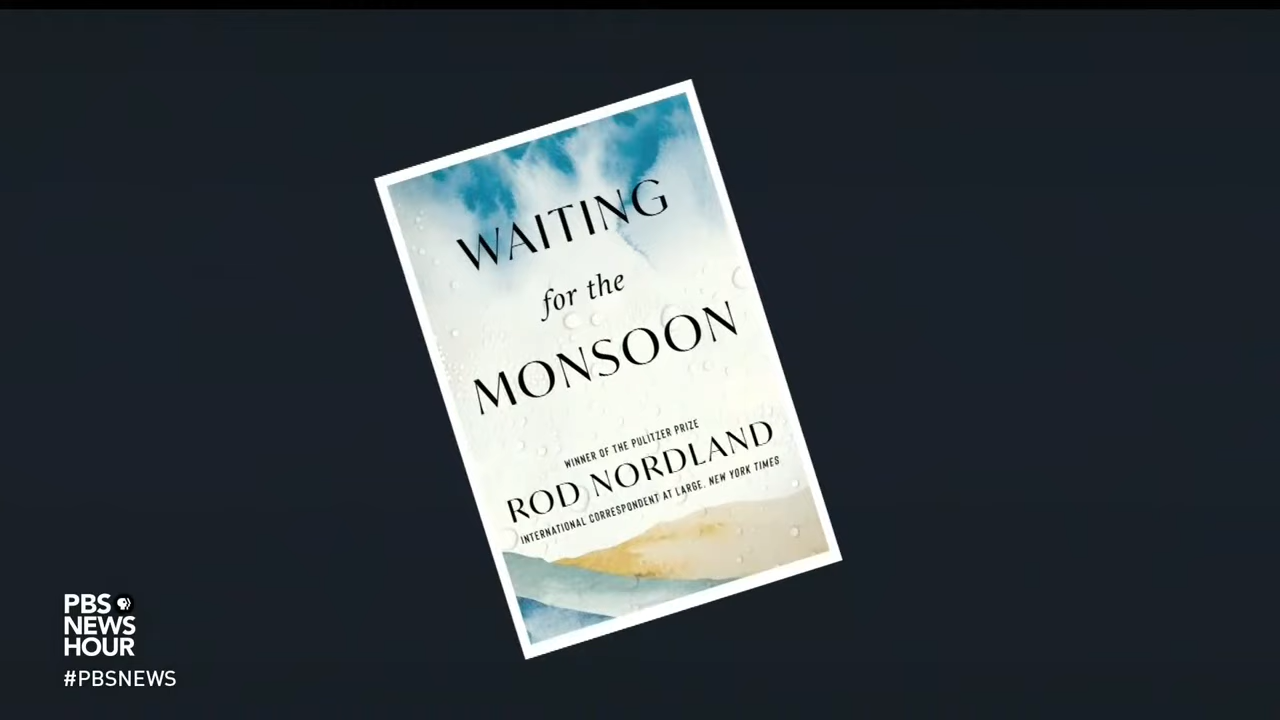 WAITING
for the
MONSOON
WINNER OF THE PULITZER PRIZE
ROD NORDLAND
INTERNATIONAL CORRESPONDENT AT LARGE, NEW YORK TIMES
PBS
NEWS
HOUR
#PBSNEWS